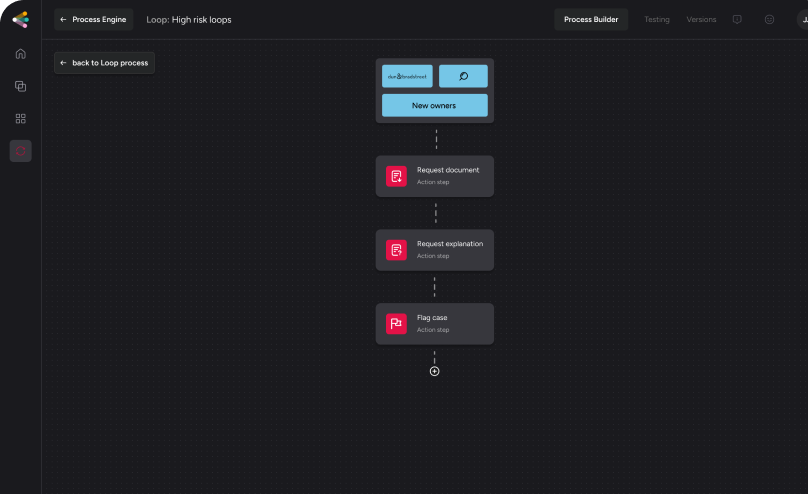 ← Process Engine
Loop: High risk loops
Process Builder
Testing
Versions
← back to Loop process
dun & bradstreet
New owners
Request document
Action step
Request explanation
Action step
Flag case
Action step